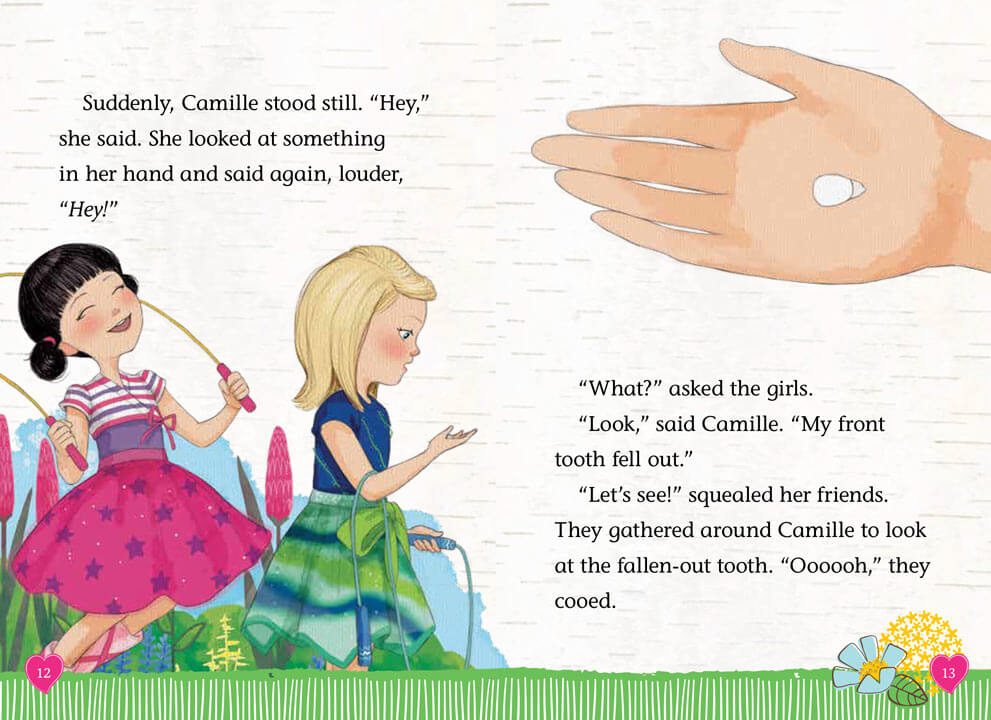 Suddenly, Camille stood still. “Hey,”
she said. She looked at something
in her hand and said again, louder,
“Hey!”
12
“What?” asked the girls.
“Look,” said Camille. “My front
tooth fell out.”
“Let’s see!” squealed her friends.
They gathered around Camille to look
at the fallen-out tooth. “Oooooh,” they
cooed.
13